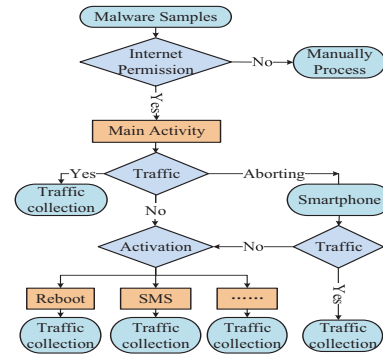 Malware Samples
Internet
Permission
No
Manually
Process
Yes
Main Activity
Yes
Traffic
Aborting
Traffic
collection
Smartphone
No
Activation
No
Traffic
Reboot
SMS
......
Yes
Traffic
collection
Traffic
collection
Traffic
collection
Traffic
collection